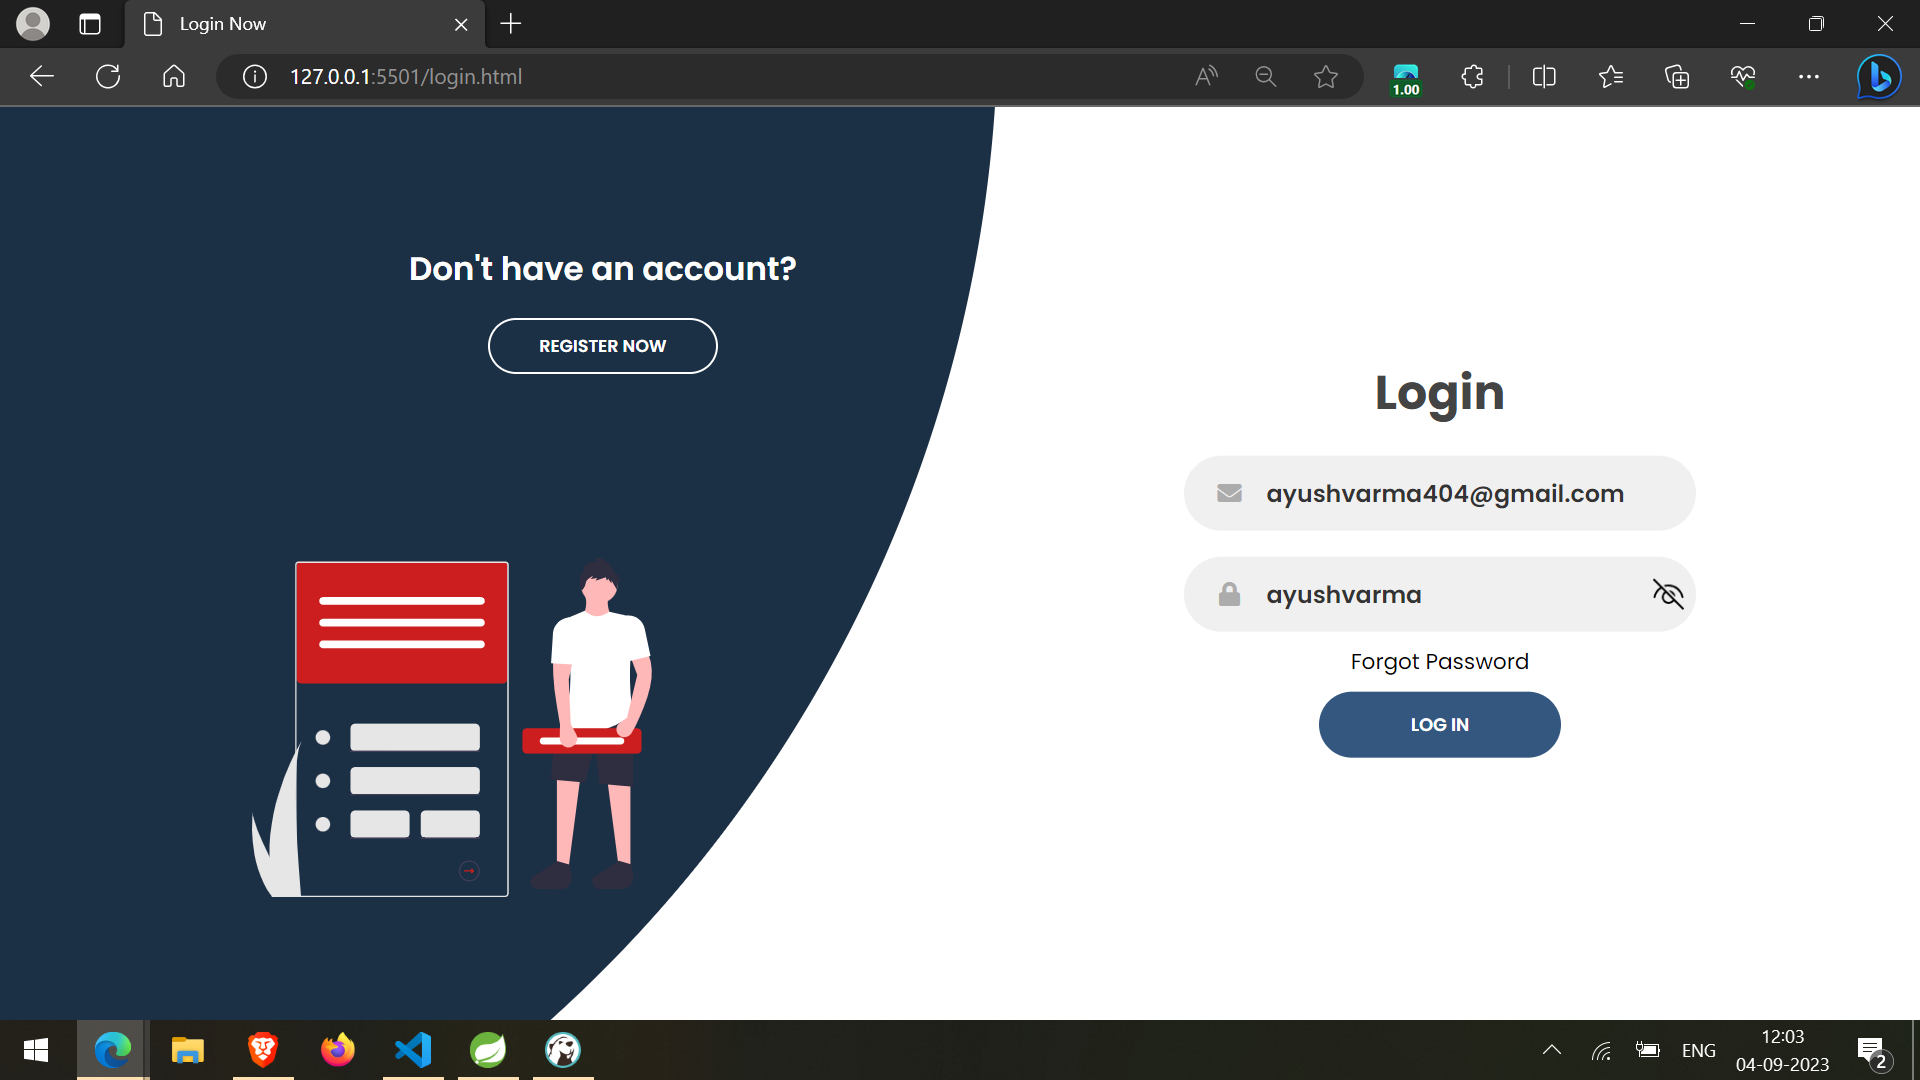 Login Now
127.0.0.1:5501/login.html
1.00
Don't have an account?
REGISTER NOW
Login
ayushvarma404@gmail.com
ayushvarma
Forgot Password
LOG IN
ENG
12:03
04-09-2023
2